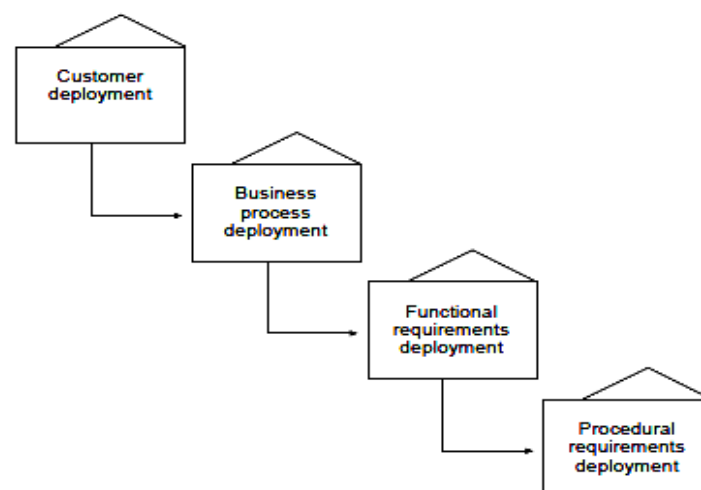 Customer
deployment
Business
process
deployment
Functional
requirements
deployment
Procedural
requirements
deployment